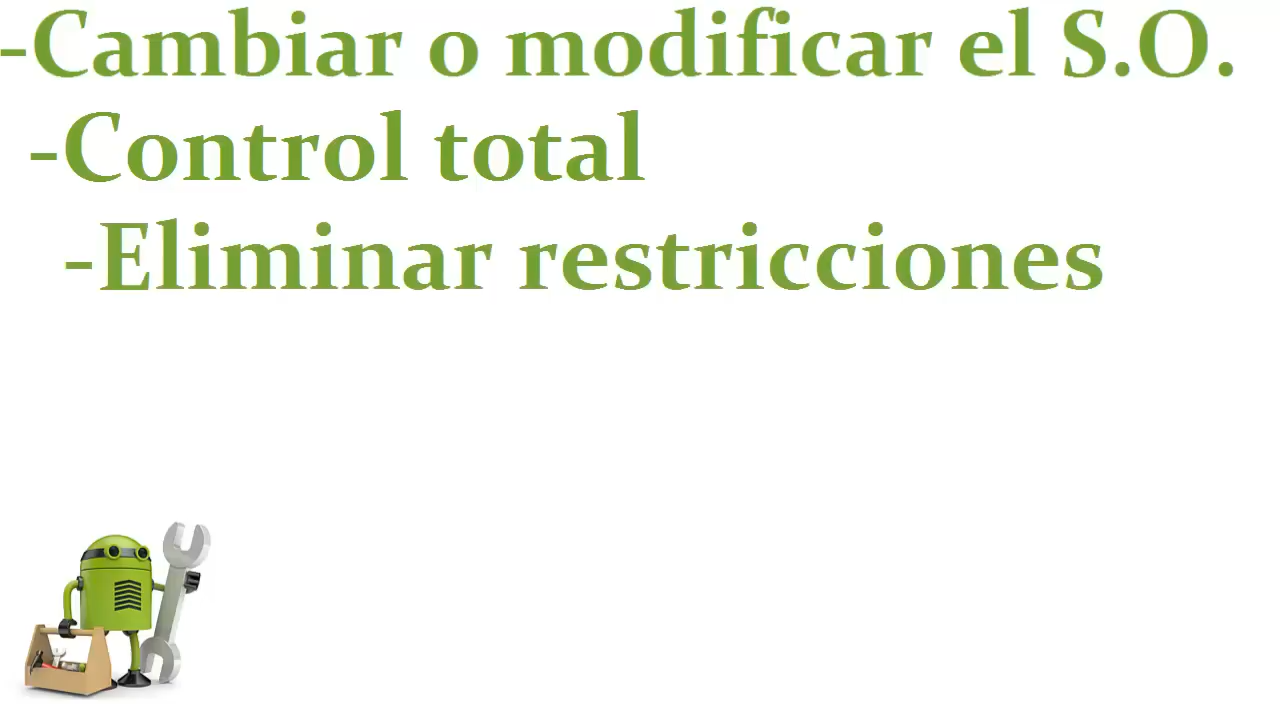 -Cambiar o modificar el S.O.
-Control total
-Eliminar restricciones